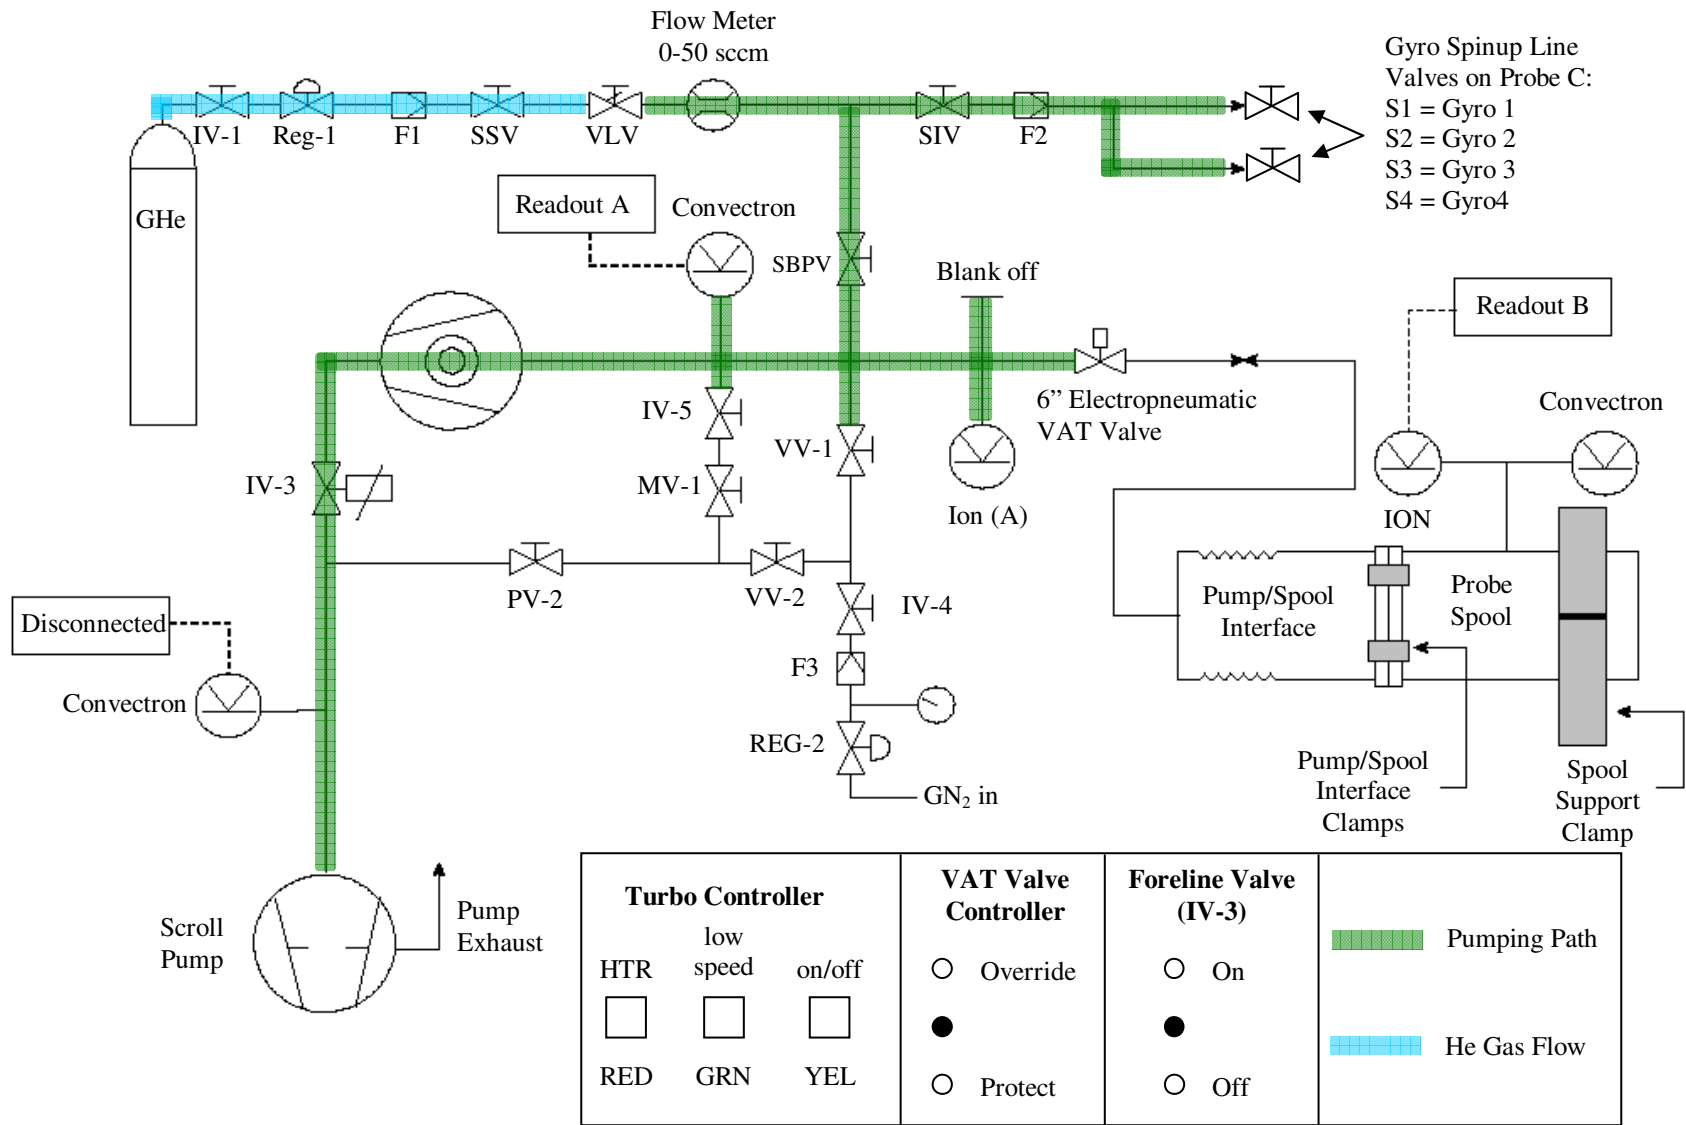 Flow Meter
0-50 sccm
Gyro Spinup Line
Valves on Probe C:
S1 = Gyro 1
S2 = Gyro 2
S3 = Gyro 3
S4 = Gyro4
IV-1
Reg-1
F1
SSV
VLV
SIV
F2
GHe
Readout A
Convectron
SBPV
Blank off
Readout B
6” Electropneumatic
VAT Valve
Convectron
IV-5
VV-1
IV-3
MV-1
Ion (A)
ION
PV-2
VV-2
IV-4
Pump/Spool
Interface
Probe
Spool
Disconnected
F3
Convectron
REG-2
GN₂ in
Pump/Spool
Interface
Clamps
Spool
Support
Clamp
Scroll
Pump
Pump
Exhaust
Turbo Controller
HTR
low
speed
on/off
RED
GRN
YEL
VAT Valve
Controller
Override
Protect
Foreline Valve
(IV-3)
On
Off
Pumping Path
He Gas Flow